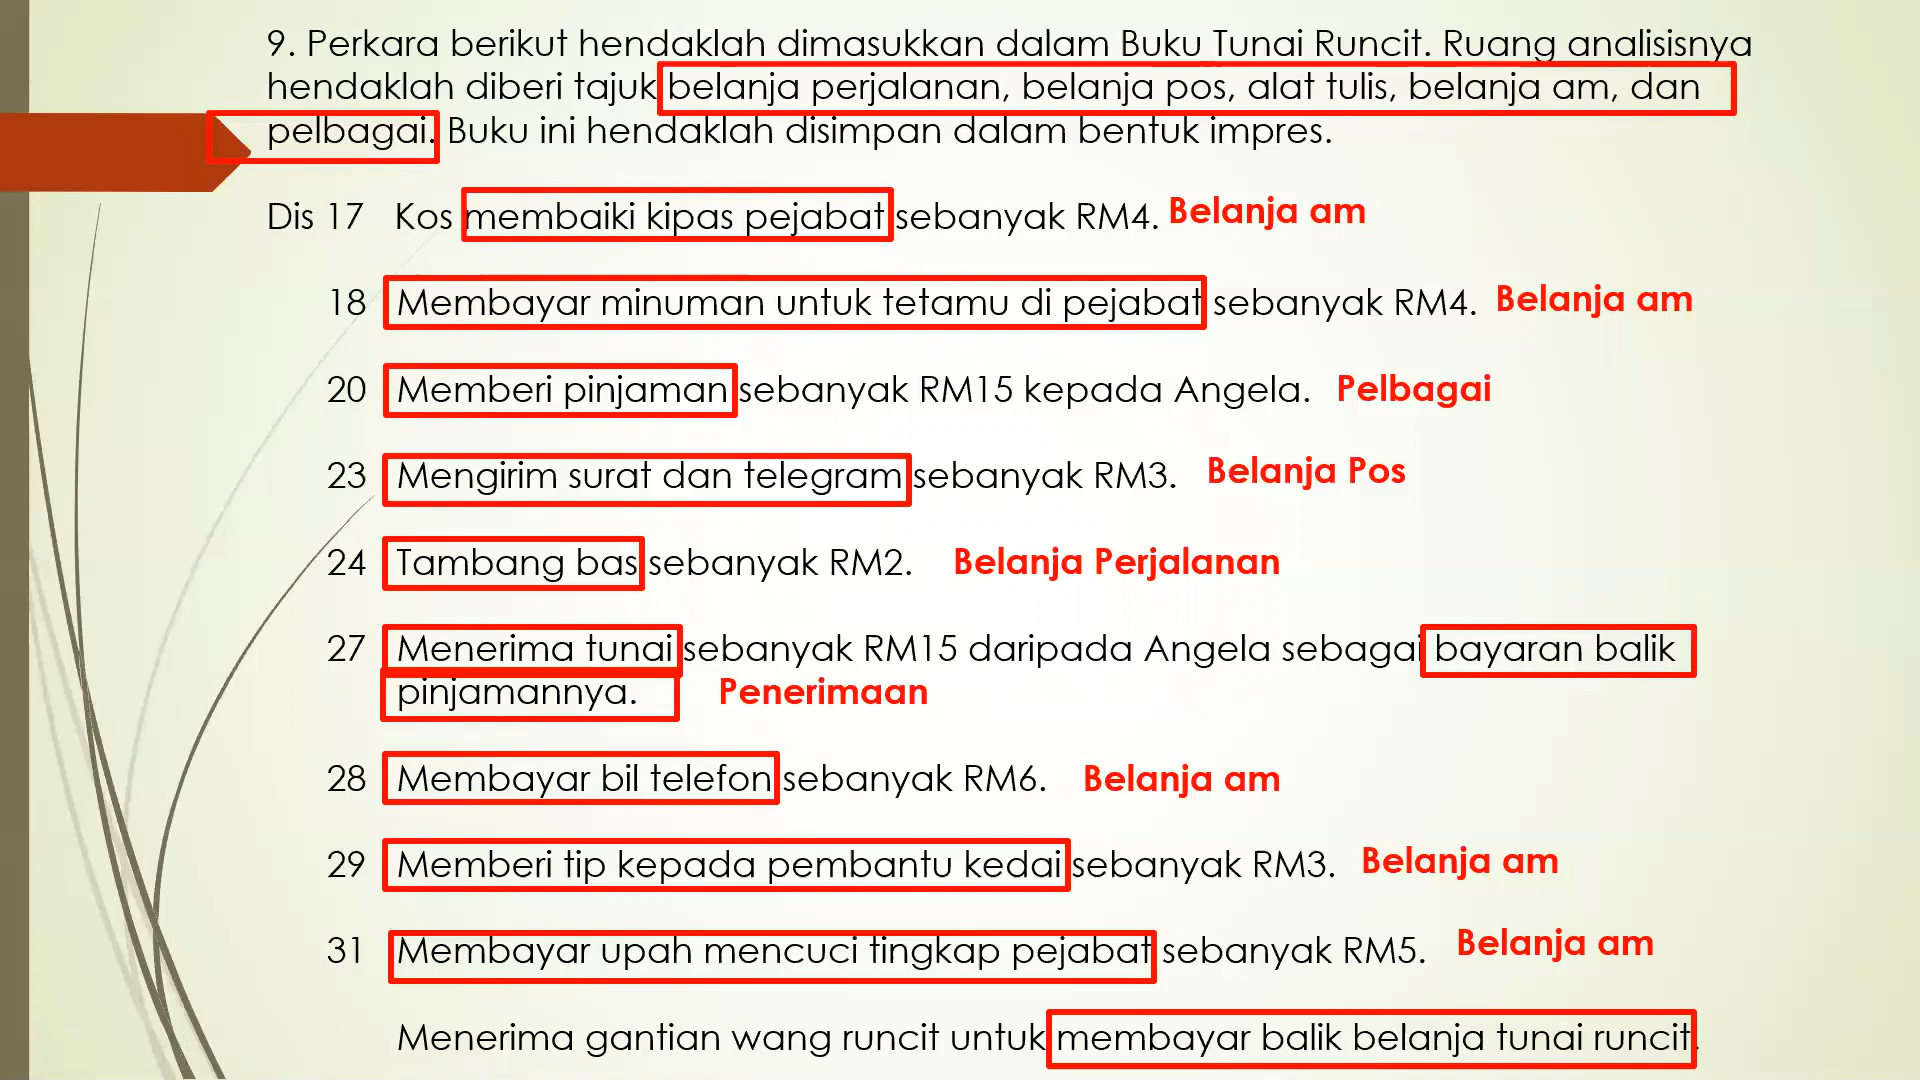 9. Perkara berikut hendaklah dimasukkan dalam Buku Tunai Runcit. Ruang analisisnya
hendaklah diberi tajuk belanja perjalanan, belanja pos, alat tulis, belanja am, dan
pelbagai. Buku ini hendaklah disimpan dalam bentuk impres.
Dis 17 Kos membaiki kipas pejabat sebanyak RM4. Belanja am
18 Membayar minuman untuk tetamu di pejabat sebanyak RM4. Belanja am
20 Memberi pinjaman sebanyak RM15 kepada Angela. Pelbagai
23 Mengirim surat dan telegram sebanyak RM3. Belanja Pos
24 Tambang bas sebanyak RM2. Belanja Perjalanan
27 Menerima tunai sebanyak RM15 daripada Angela sebagai bayaran balik
pinjamannya. Penerimaan
28 Membayar bil telefon sebanyak RM6. Belanja am
29 Memberi tip kepada pembantu kedai sebanyak RM3. Belanja am
31 Membayar upah mencuci tingkap pejabat sebanyak RM5. Belanja am
Menerima gantian wang runcit untuk membayar balik belanja tunai runcit.